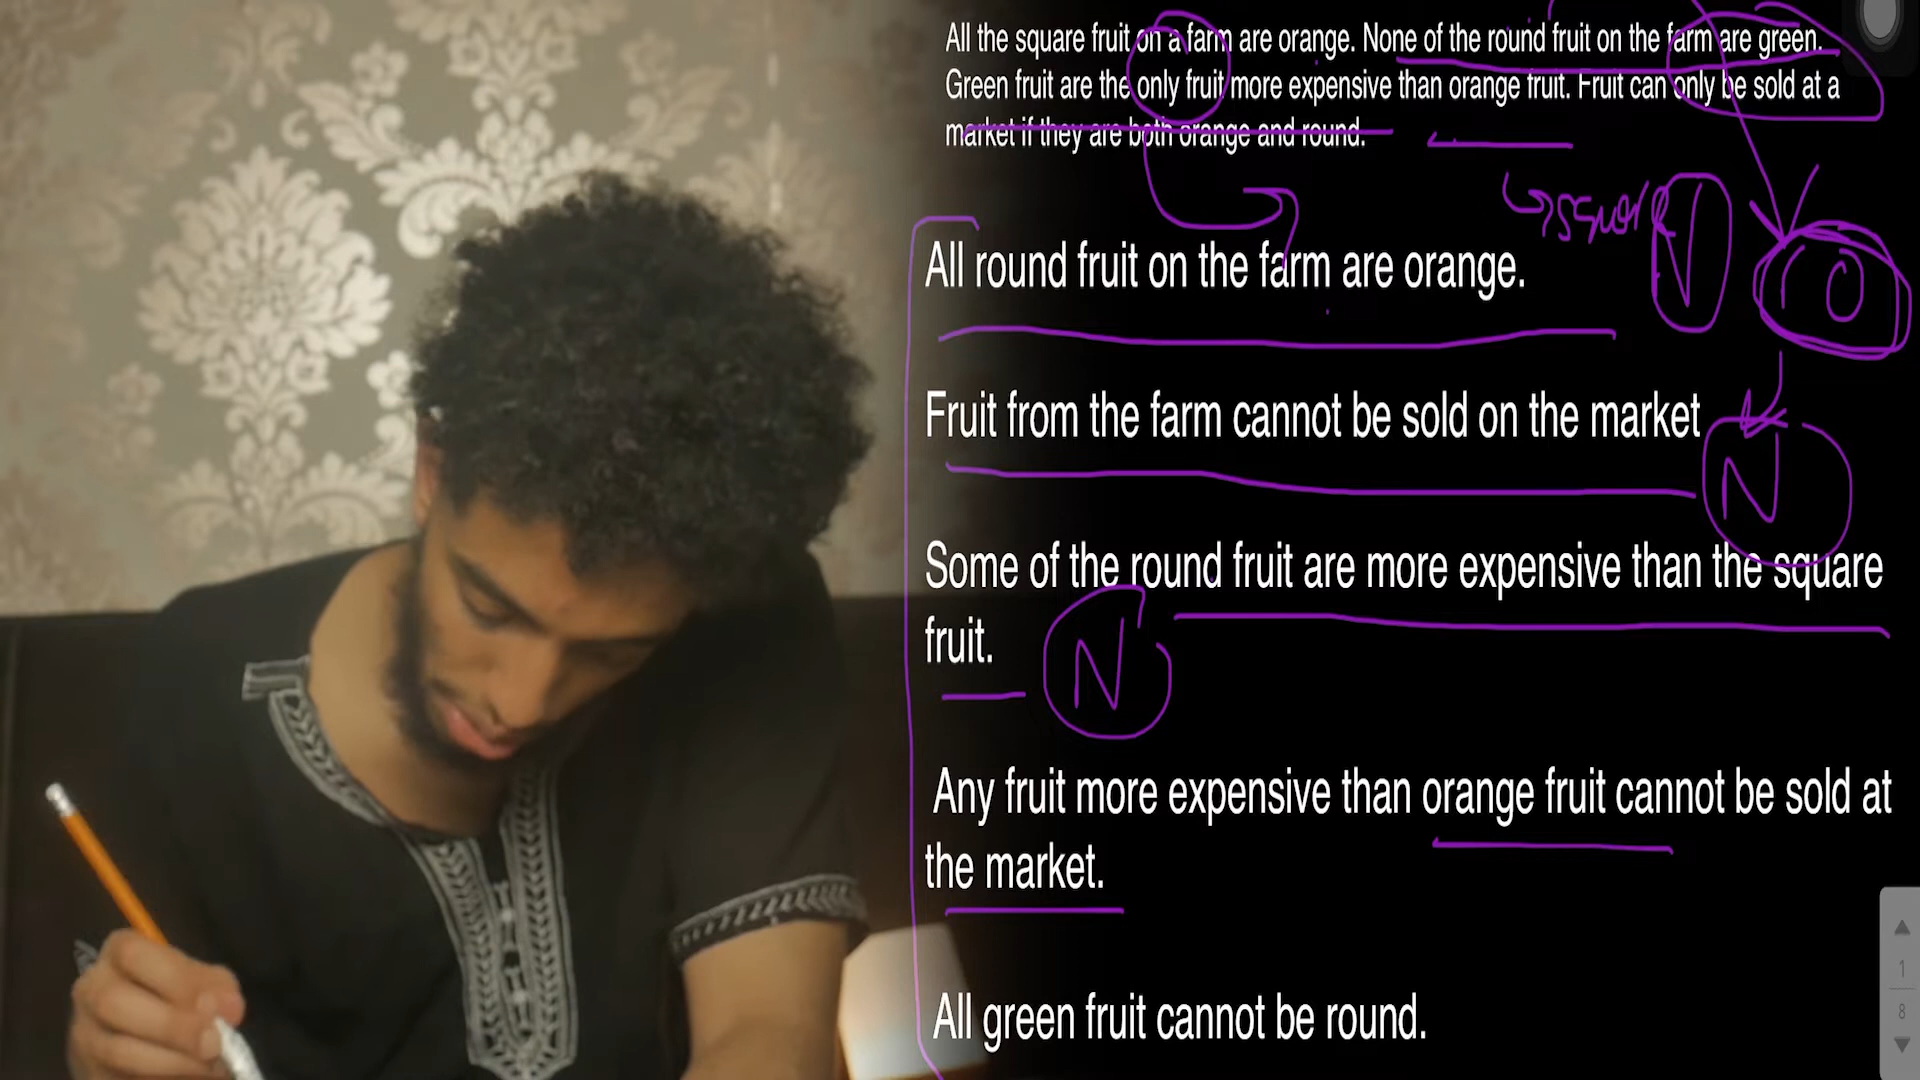 All the square fruit on a farm are orange. None of the round fruit on the farm are green.
Green fruit are the only fruit more expensive than orange fruit. Fruit can only be sold at a
market if they are both orange and round.
square
N
O
All round fruit on the farm are orange.
Fruit from the farm cannot be sold on the market
N
Some of the round fruit are more expensive than the square
fruit.
N
Any fruit more expensive than orange fruit cannot be sold at
the market.
All green fruit cannot be round.
1
8